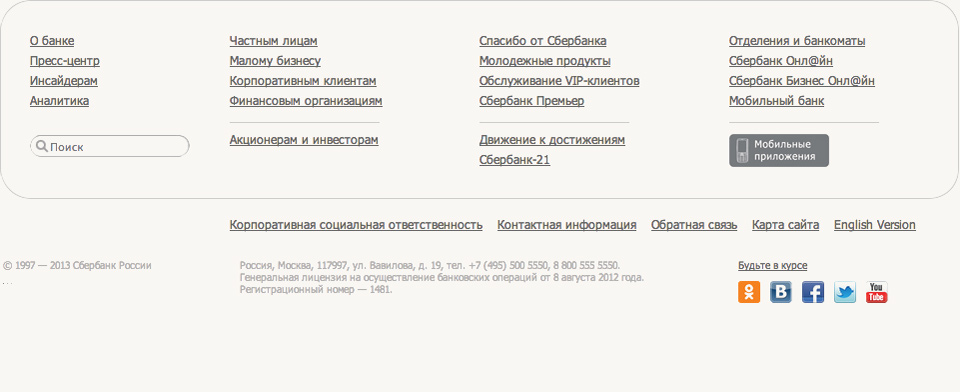 О банке
Пресс-центр
Инсайдерам
Аналитика
Поиск
Частным лицам
Малому бизнесу
Корпоративным клиентам
Финансовым организациям
Акционерам и инвесторам
Спасибо от Сбербанка
Молодежные продукты
Обслуживание VIP-клиентов
Сбербанк Премьер
Движение к достижениям
Сбербанк-21
Отделения и банкоматы
Сбербанк Онл@йн
Сбербанк Бизнес Онл@йн
Мобильный банк
Мобильные
приложения
Корпоративная социальная ответственность Контактная информация Обратная связь Карта сайта English Version
© 1997 — 2013 Сбербанк России
...
Россия, Москва, 117997, ул. Вавилова, д. 19, тел. +7 (495) 500 5550, 8 800 555 5550.
Генеральная лицензия на осуществление банковских операций от 8 августа 2012 года.
Регистрационный номер — 1481.
Будьте в курсе
You
Tube